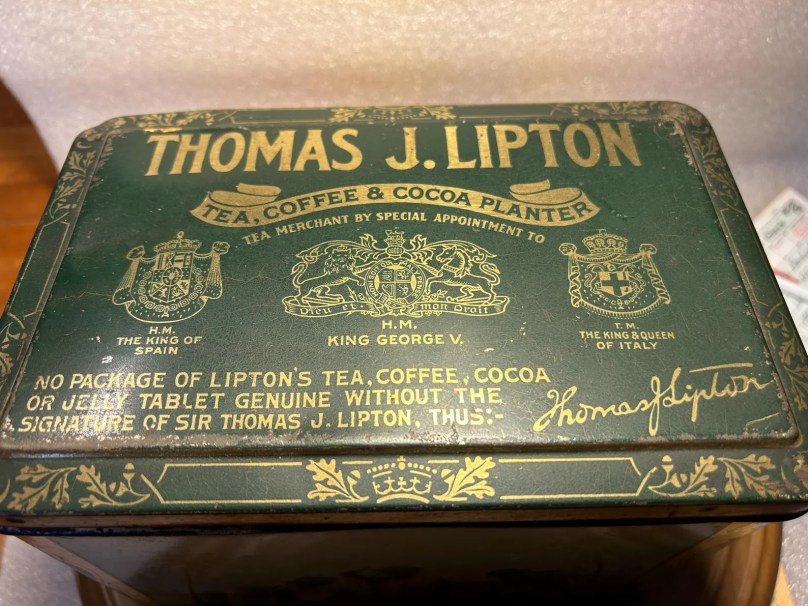 THOMAS J. LIPTON
TEA, COFFEE & COCOA PLANTER
TEA MERCHANT BY SPECIAL APPOINTMENT TO
Dieu et mon Droit
H.M.
THE KING OF
SPAIN
H.M.
KING GEORGE V.
T.M.
THE KING & QUEEN
OF ITALY
NO PACKAGE OF LIPTON'S TEA, COFFEE, COCOA
OR JELLY TABLET GENUINE WITHOUT THE
SIGNATURE OF SIR THOMAS J. LIPTON, THUS:-
Thomas J Lipton